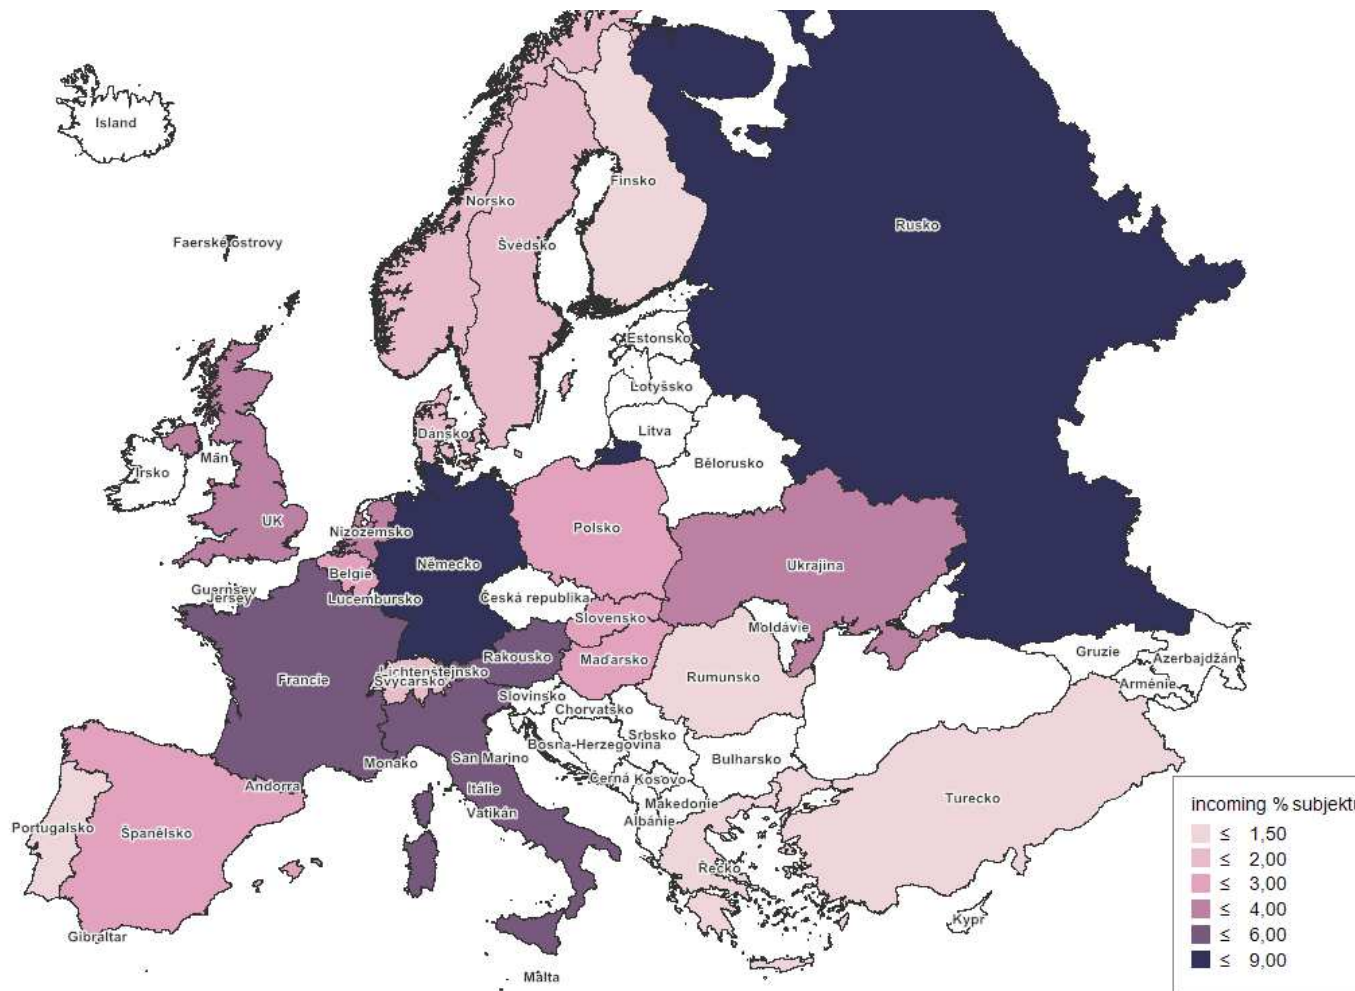 Island
Finsko
Norsko
Rusko
Faerské ostrovy
Švédsko
Estonsko
Lotyšsko
Dánsko
Litva
Man
Bělorusko
Irsko
UK
Polsko
Nizozemsko
Německo
Ukrajina
Belgie
Guernsey
Jersey
Lucembursko
Česká republika
Slovensko
Moldávie
Rakousko
Maďarsko
Gruzie
Azerbajdžán
Lichtenštejnsko
Švýcarsko
Francie
Rumunsko
Arménie
Slovinsko
Chorvatsko
Srbsko
Bosna-Herzegovina
San Marino
Monako
Bulharsko
Andorra
Černá
Kosovo
Itálie
Vatikán
Makedonie
Albánie
Turecko
Portugalsko
Španělsko
Řecko
Kypr
Gibraltar
Malta
incoming % subjektů
≤ 1,50
≤ 2,00
≤ 3,00
≤ 4,00
≤ 6,00
≤ 9,00